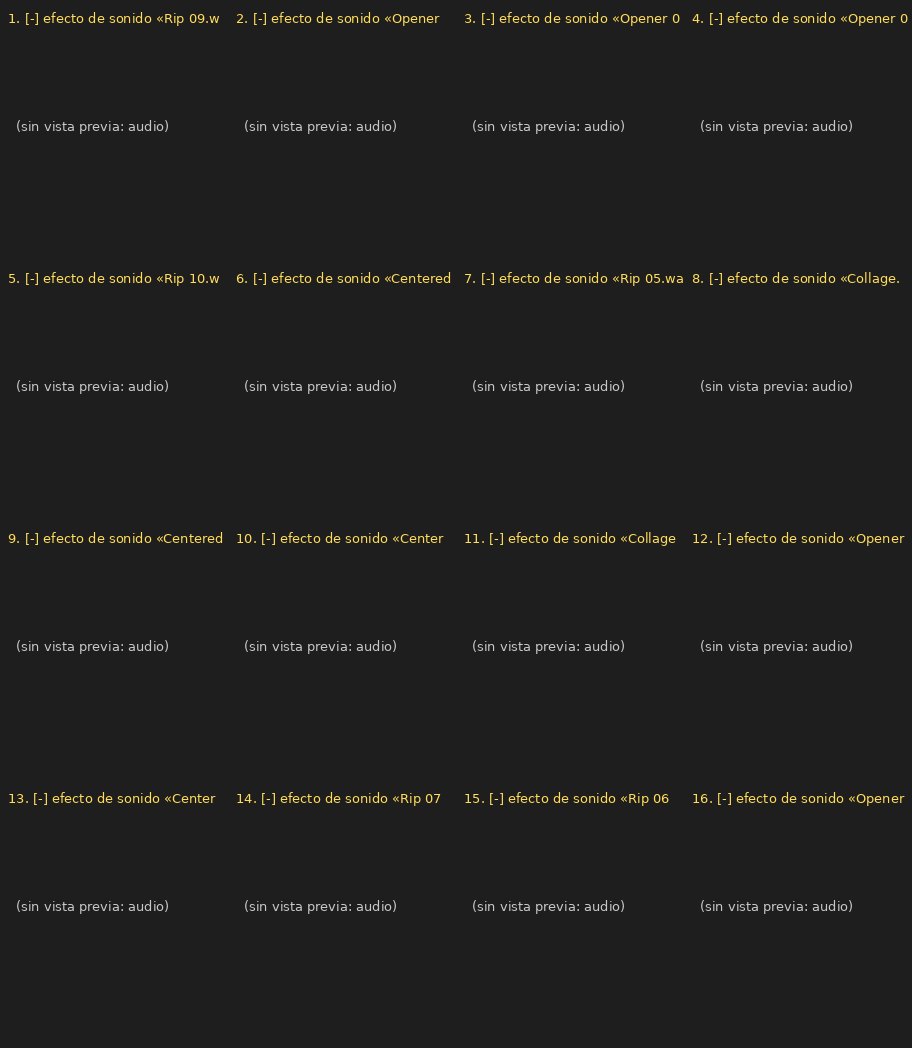 1. [-] efecto de sonido «Rip 09.w
2. [-] efecto de sonido «Opener
3. [-] efecto de sonido «Opener 0
4. [-] efecto de sonido «Opener 0
(sin vista previa: audio)
(sin vista previa: audio)
(sin vista previa: audio)
(sin vista previa: audio)
5. [-] efecto de sonido «Rip 10.w
6. [-] efecto de sonido «Centered
7. [-] efecto de sonido «Rip 05.wa
8. [-] efecto de sonido «Collage.
(sin vista previa: audio)
(sin vista previa: audio)
(sin vista previa: audio)
(sin vista previa: audio)
9. [-] efecto de sonido «Centered
10. [-] efecto de sonido «Center
11. [-] efecto de sonido «Collage
12. [-] efecto de sonido «Opener
(sin vista previa: audio)
(sin vista previa: audio)
(sin vista previa: audio)
(sin vista previa: audio)
13. [-] efecto de sonido «Center
14. [-] efecto de sonido «Rip 07
15. [-] efecto de sonido «Rip 06
16. [-] efecto de sonido «Opener
(sin vista previa: audio)
(sin vista previa: audio)
(sin vista previa: audio)
(sin vista previa: audio)